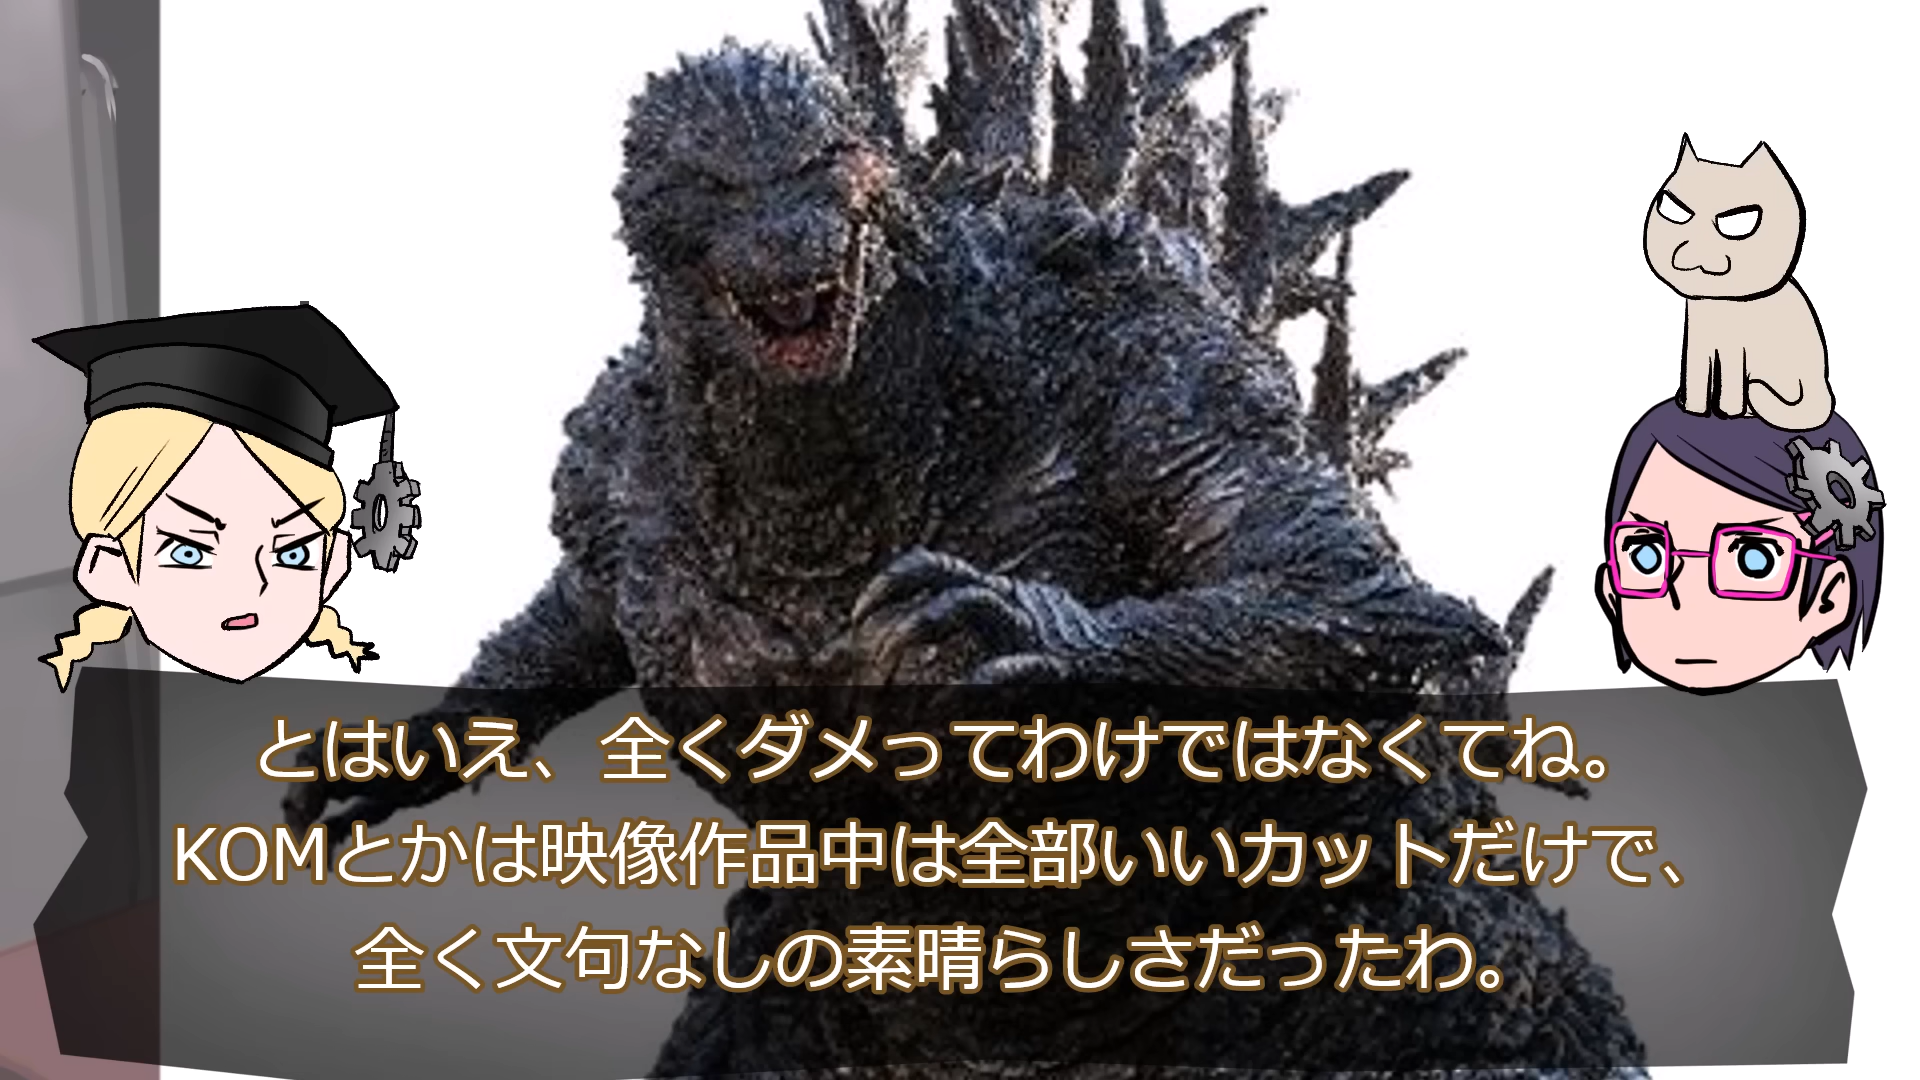 とはいえ、全くダメってわけではなくてね。
KOMとかは映像作品中は全部いいカットだけで、
全く文句なしの素晴らしさだったわ。